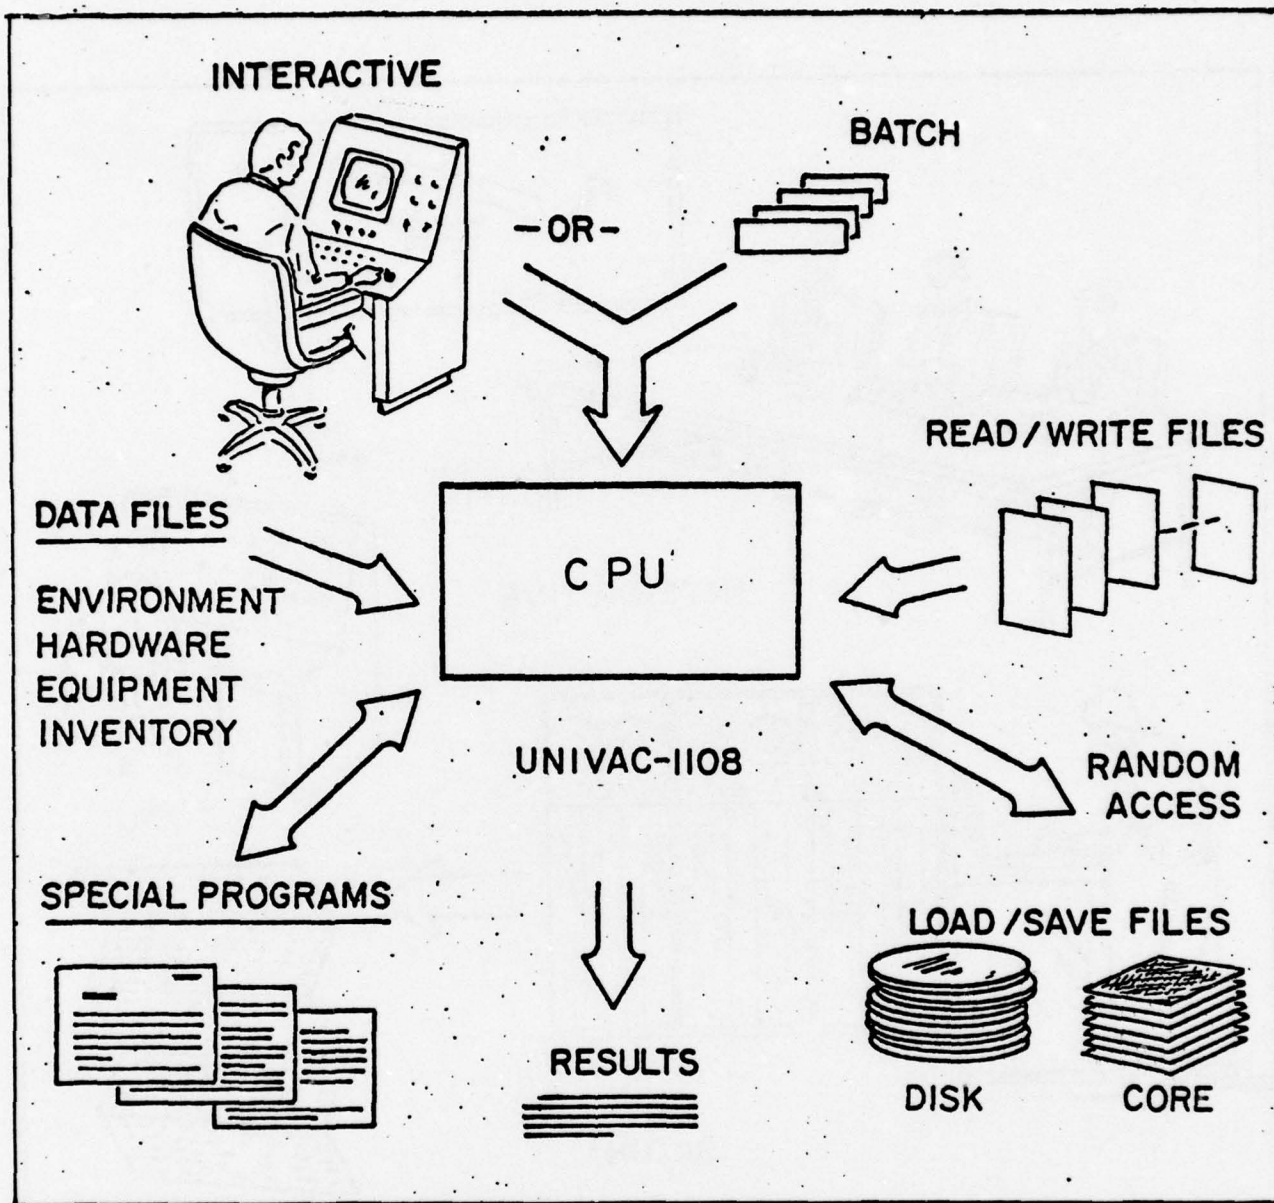 INTERACTIVE
BATCH
-OR-
READ/WRITE FILES
DATA FILES
CPU
ENVIRONMENT
HARDWARE
EQUIPMENT
INVENTORY
UNIVAC-1108
RANDOM
ACCESS
SPECIAL PROGRAMS
LOAD/SAVE FILES
RESULTS
DISK
CORE